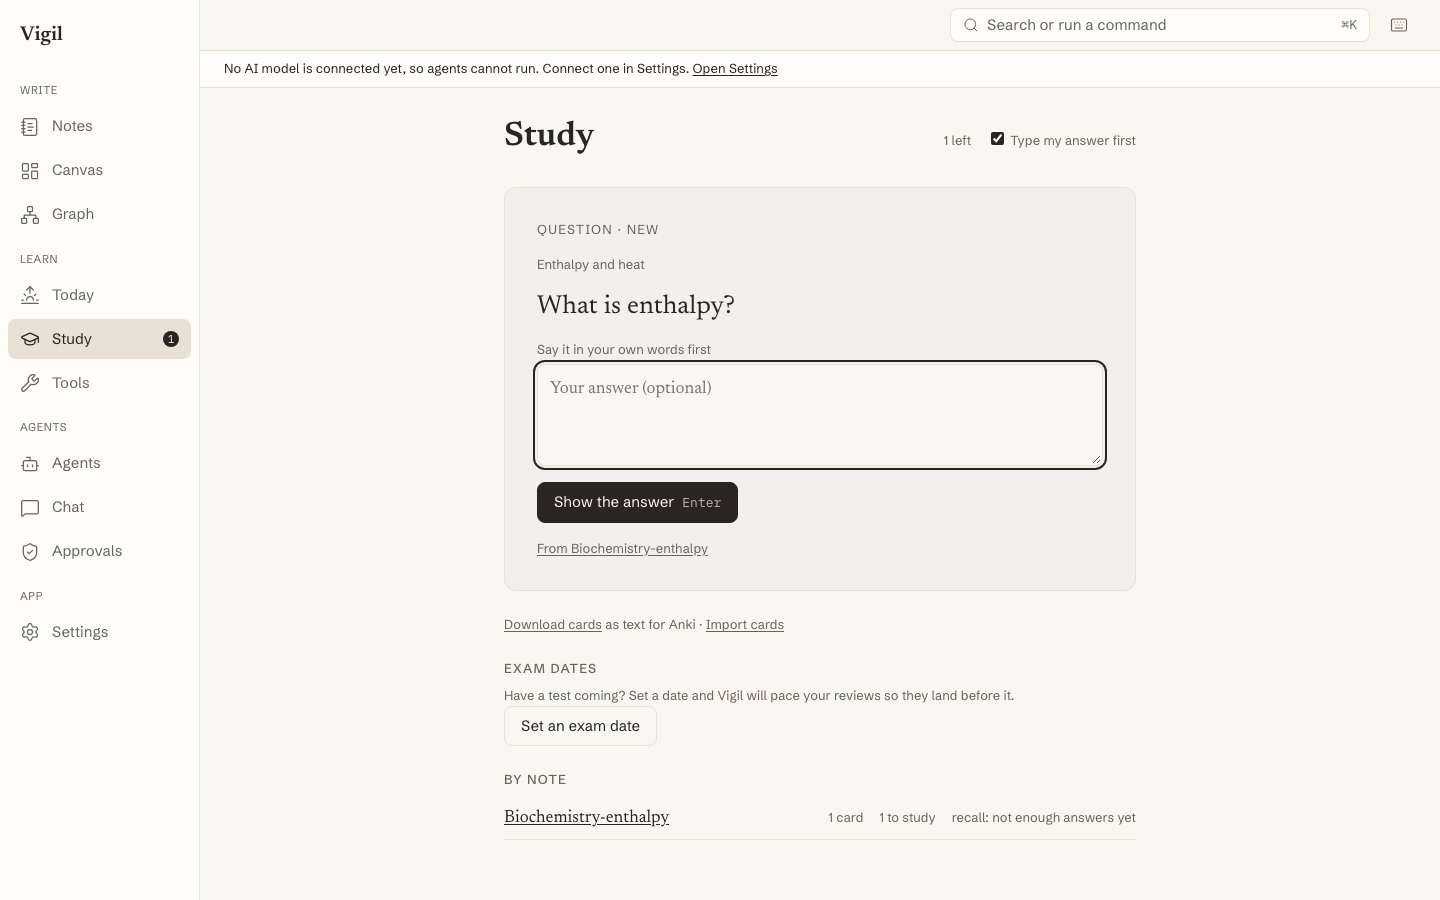 Vigil
Search or run a command ⌘K
No AI model is connected yet, so agents cannot run. Connect one in Settings. Open Settings
WRITE
Notes
Canvas
Graph
LEARN
Today
Study 1
Tools
AGENTS
Agents
Chat
Approvals
APP
Settings
Study
1 left Type my answer first
QUESTION · NEW
Enthalpy and heat
What is enthalpy?
Say it in your own words first
Your answer (optional)
Show the answer Enter
From Biochemistry-enthalpy
Download cards as text for Anki · Import cards
EXAM DATES
Have a test coming? Set a date and Vigil will pace your reviews so they land before it.
Set an exam date
BY NOTE
Biochemistry-enthalpy 1 card 1 to study recall: not enough answers yet